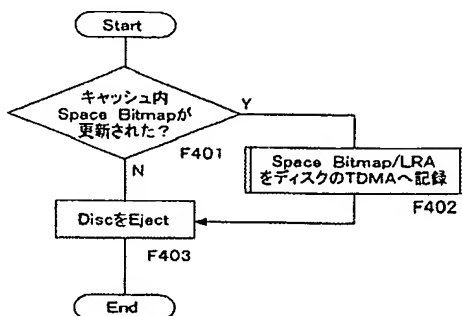 Start
キャッシュ内
Space Bitmapが
更新された?
Y
F401
N
Space Bitmap/LRA
をディスクのTDMAへ記録
F402
DiscをEject
F403
End